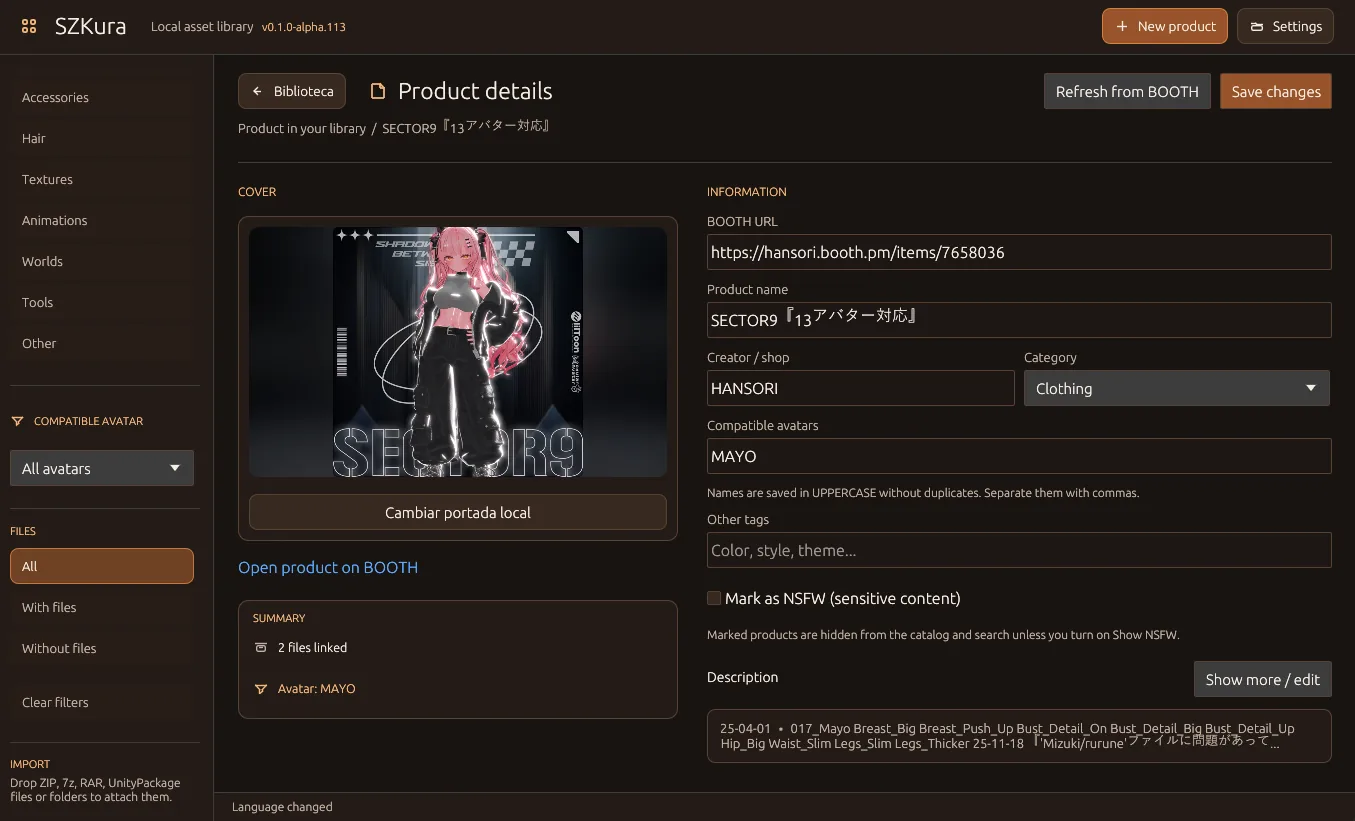 SZKura
Local asset library v0.1.0-alpha.113
+ New product
Settings
Accessories
Hair
Textures
Animations
Worlds
Tools
Other
COMPATIBLE AVATAR
All avatars
FILES
All
With files
Without files
Clear filters
IMPORT
Drop ZIP, 7z, RAR, UnityPackage
files or folders to attach them.
← Biblioteca
Product details
Refresh from BOOTH
Save changes
Product in your library / SECTOR9『13アバター対応』
COVER
SHADOW
BETW
SE
liltoon
SECTOR9
Cambiar portada local
Open product on BOOTH
SUMMARY
2 files linked
Avatar: MAYO
INFORMATION
BOOTH URL
https://hansori.booth.pm/items/7658036
Product name
SECTOR9『13アバター対応』
Creator / shop
HANSORI
Category
Clothing
Compatible avatars
MAYO
Names are saved in UPPERCASE without duplicates. Separate them with commas.
Other tags
Color, style, theme...
Mark as NSFW (sensitive content)
Marked products are hidden from the catalog and search unless you turn on Show NSFW.
Description
Show more / edit
25-04-01 • 017_Mayo Breast_Big Breast_Push_Up Bust_Detail_On Bust_Detail_Big Bust_Detail_Up
Hip_Big Waist_Slim Legs_Slim Legs_Thicker 25-11-18 『'Mizuki/rurune'ファイルに問題があって...
Language changed